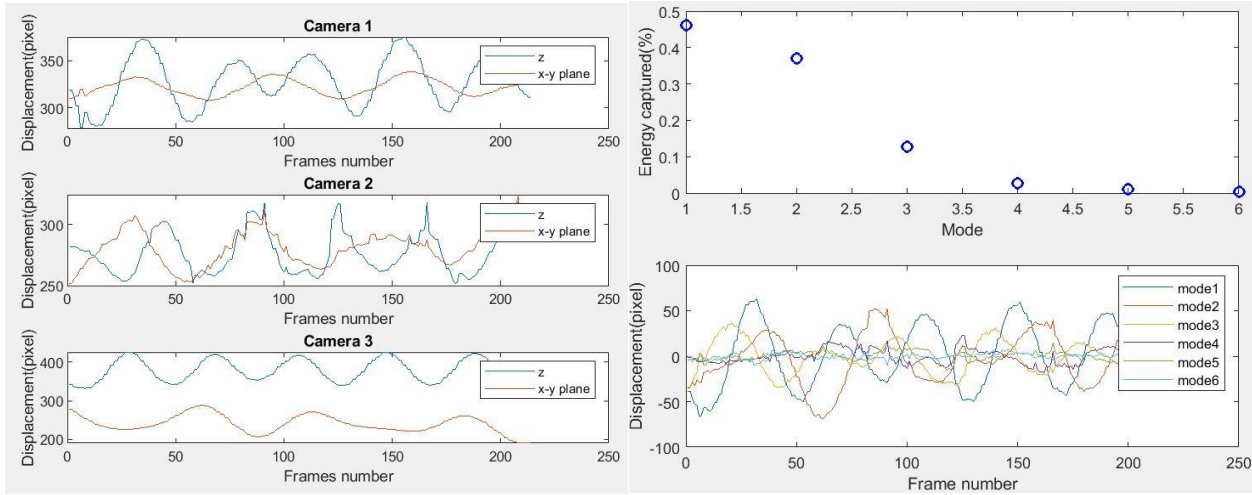 Camera 1
Displacement(pixel)
350
300
z
x-y plane
0 50 100 150 200 250
Frames number
Camera 2
Displacement(pixel)
300
250
z
x-y plane
0 50 100 150 200 250
Frames number
Camera 3
Displacement(pixel)
400
300
200
z
x-y plane
0 50 100 150 200 250
Frames number
Energy captured(%)
0.5
0.4
0.3
0.2
0.1
0
1 1.5 2 2.5 3 3.5 4 4.5 5 5.5 6
Mode
Displacement(pixel)
100
50
0
-50
-100
mode1
mode2
mode3
mode4
mode5
mode6
0 50 100 150 200 250
Frame number